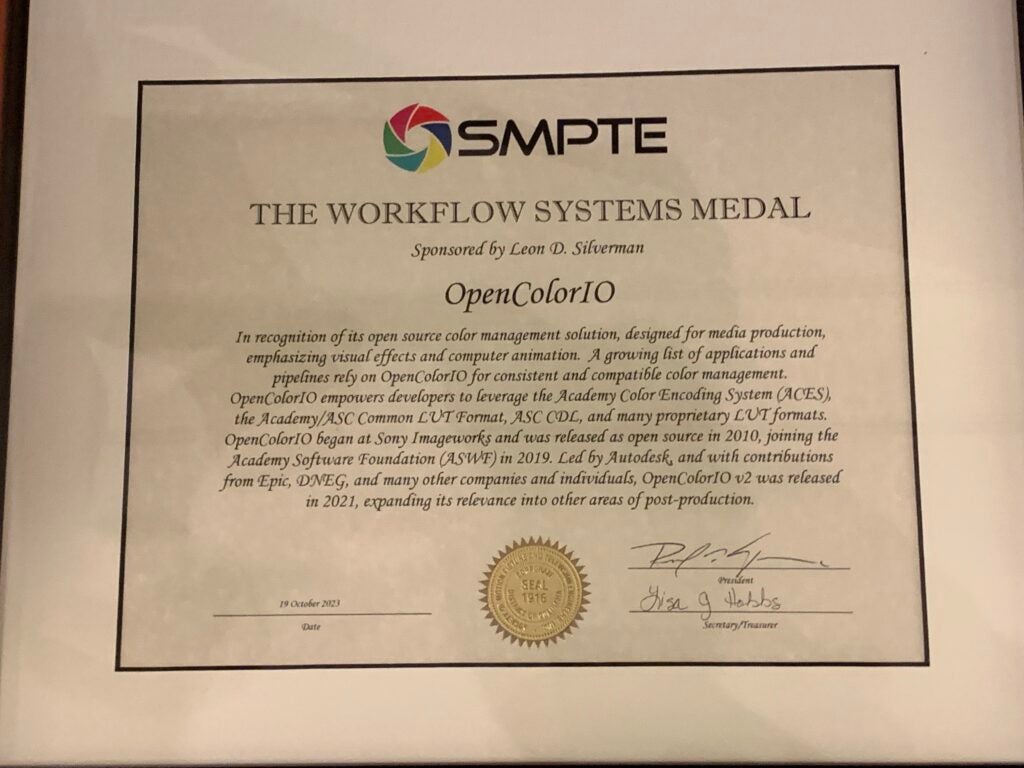 SMPTE
THE WORKFLOW SYSTEMS MEDAL
Sponsored by Leon D. Silverman
OpenColorIO
In recognition of its open source color management solution, designed for media production,
emphasizing visual effects and computer animation. A growing list of applications and
pipelines rely on OpenColorIO for consistent and compatible color management.
OpenColorIO empowers developers to leverage the Academy Color Encoding System (ACES),
the Academy/ASC Common LUT Format, ASC CDL, and many proprietary LUT formats.
OpenColorIO began at Sony Imageworks and was released as open source in 2010, joining the
Academy Software Foundation (ASWF) in 2019. Led by Autodesk, and with contributions
from Epic, DNEG, and many other companies and individuals, OpenColorIO v2 was released
in 2021, expanding its relevance into other areas of post-production.
CORPORATE
SEAL
1916
President
Lisa J Hobbs
Secretary/Treasurer
19 October 2023
Date